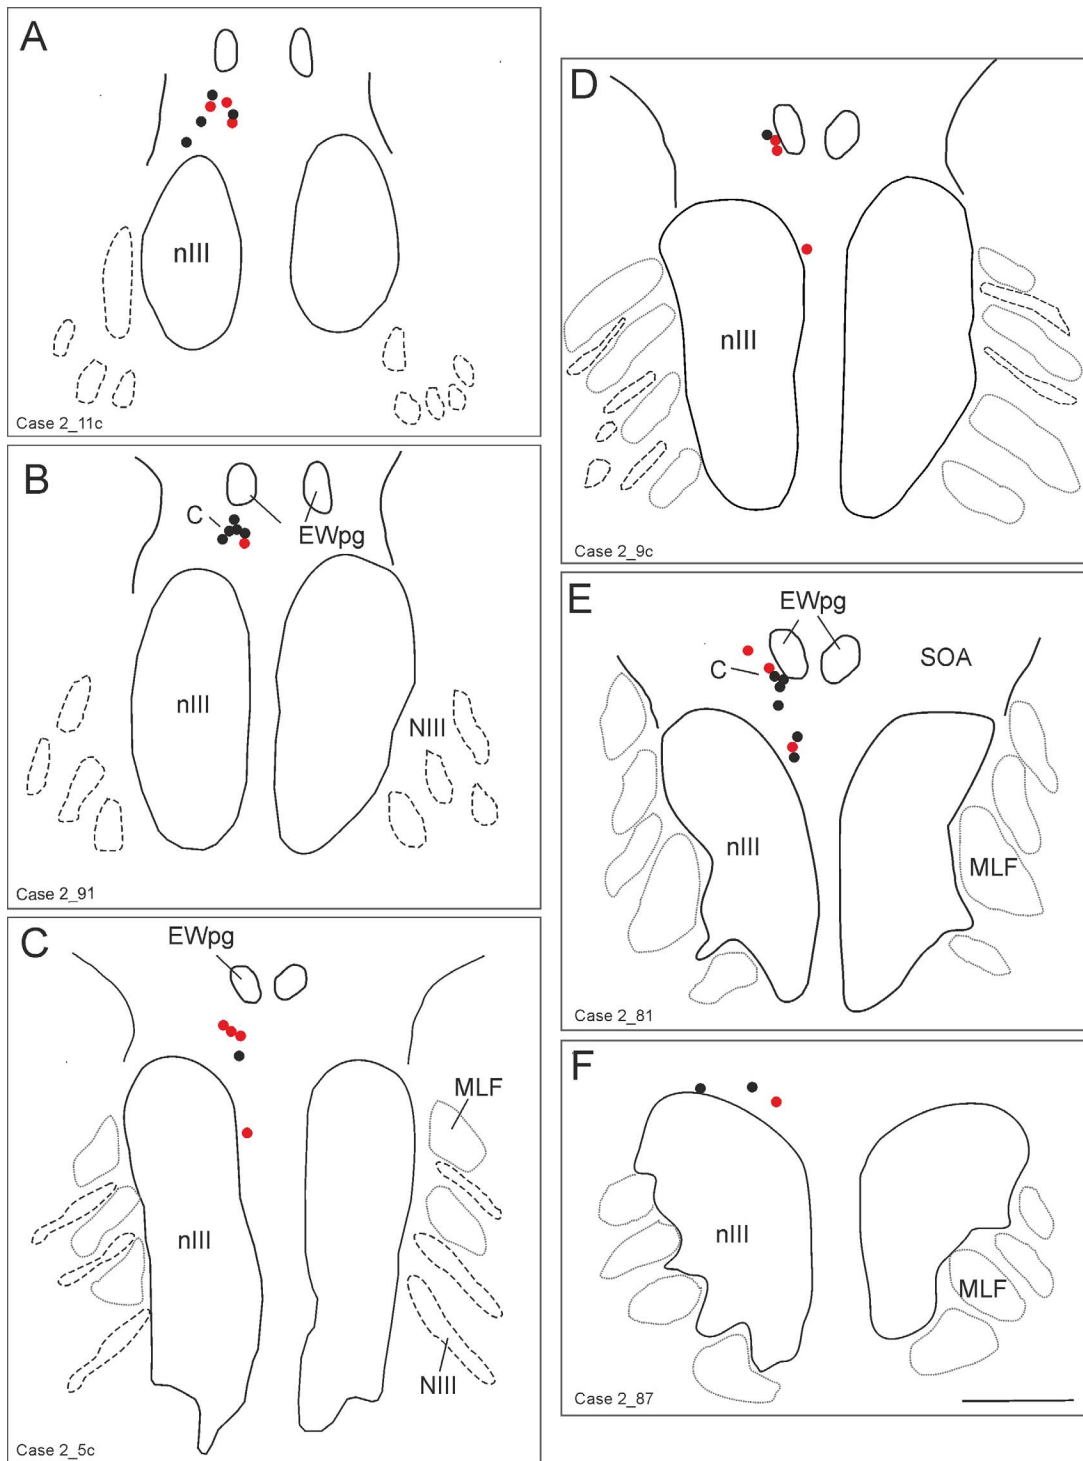 A
nIII
Case 2_11c
B
C
EWpg
nIII
NIII
Case 2_91
C
EWpg
MLF
nIII
NIII
Case 2_5c
D
nIII
Case 2_9c
E
EWpg
SOA
C
nIII
MLF
Case 2_81
F
nIII
MLF
Case 2_87